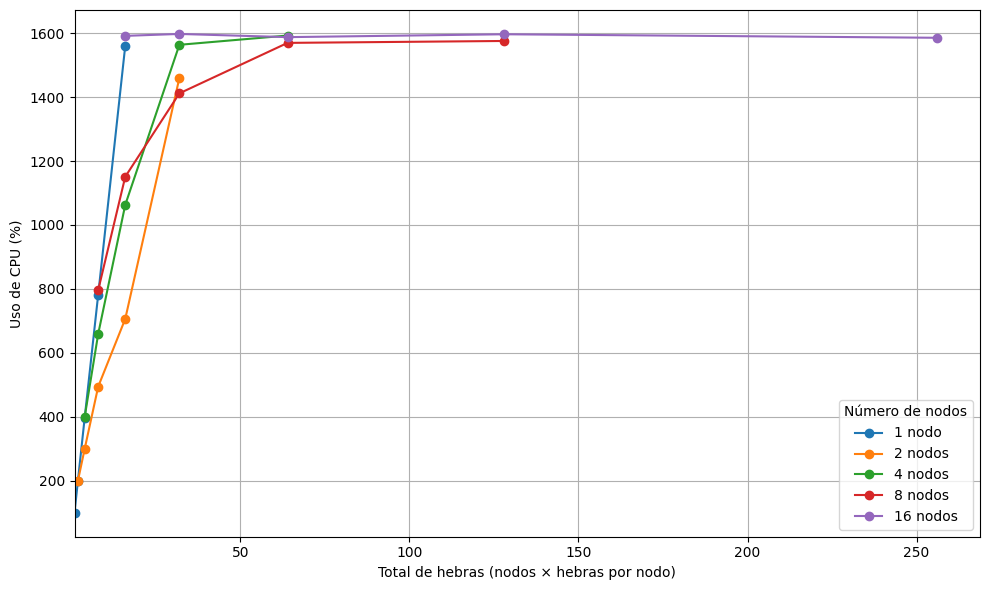 1600
1400
1200
1000
800
600
400
200
Uso de CPU (%)
50
100
150
200
250
Total de hebras (nodos × hebras por nodo)
Número de nodos
1 nodo
2 nodos
4 nodos
8 nodos
16 nodos